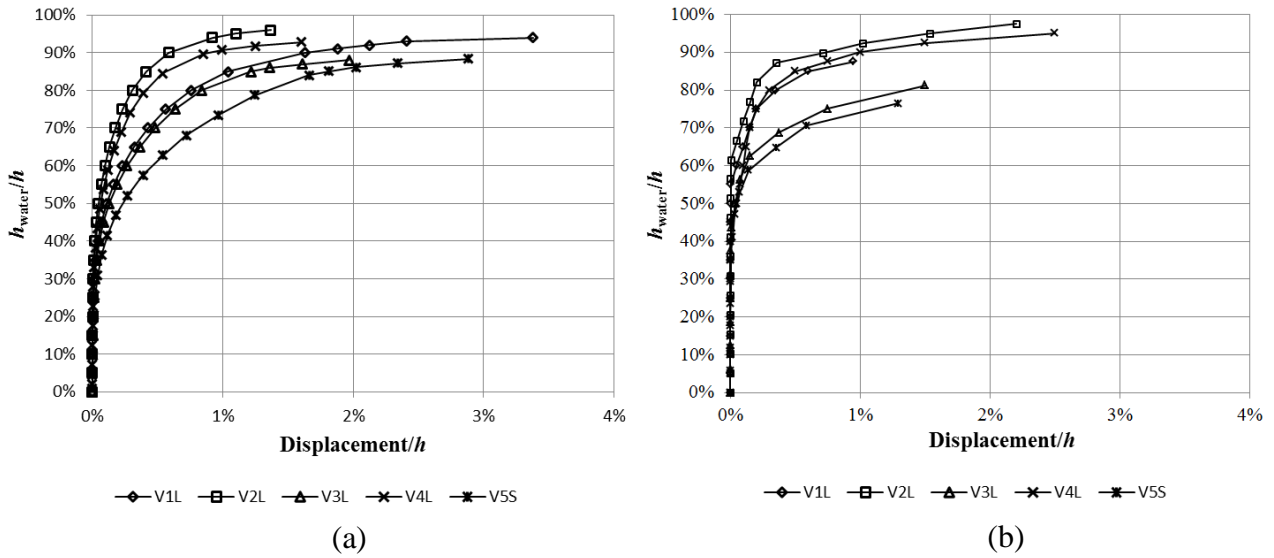 100%
90%
80%
70%
60%
50%
40%
30%
20%
10%
0%
hwater/h
0% 1% 2% 3% 4%
Displacement/h
V1L V2L V3L V4L V5S
(a)
100%
90%
80%
70%
60%
50%
40%
30%
20%
10%
0%
hwater/h
0% 1% 2% 3% 4%
Displacement/h
V1L V2L V3L V4L V5S
(b)